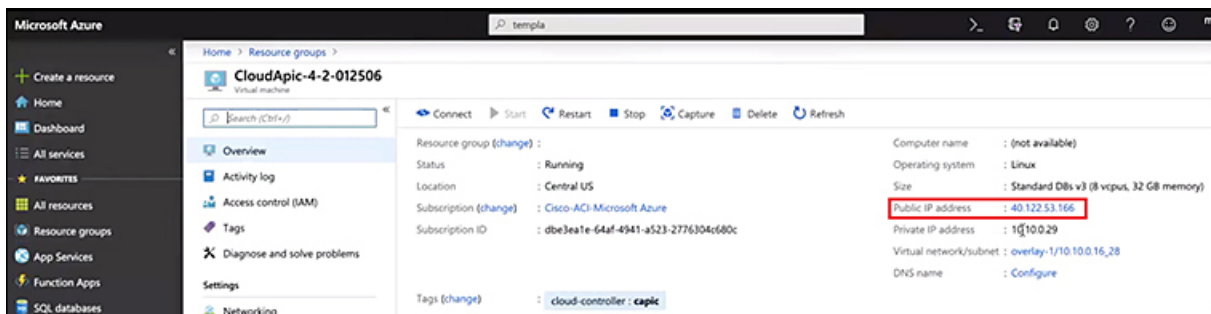 Microsoft Azure
templa
Home > Resource groups >
CloudApic-4-2-012506
Virtual machine
Create a resource
Home
Dashboard
All services
FAVORITES
All resources
Resource groups
App Services
Function Apps
SQL databases
Search (Ctrl+/)
Overview
Activity log
Access control (IAM)
Tags
Diagnose and solve problems
Settings
Networking
Connect Start Restart Stop Capture Delete Refresh
Resource group (change) :
Status : Running
Location : Central US
Subscription (change) : Cisco-ACI-Microsoft Azure
Subscription ID : dbe3ea1e-64af-4941-a523-2776304c680c
Computer name : (not available)
Operating system : Linux
Size : Standard D8s v3 (8 vcpus, 32 GB memory)
Public IP address : 40.122.53.166
Private IP address : 10.10.0.29
Virtual network/subnet : overlay-1/10.10.0.16_28
DNS name : Configure
Tags (change) : cloud-controller : capic